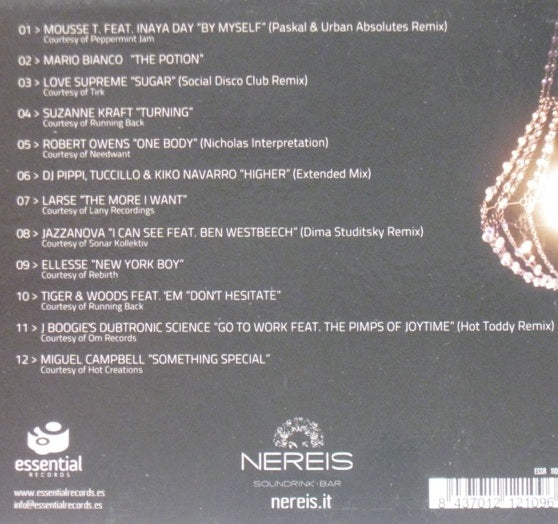 01 > MOUSSE T. FEAT. INAYA DAY "BY MYSELF" (Paskal & Urban Absolutes Remix)
Courtesy of Peppermint Jam
02 > MARIO BIANCO "THE POTION"
03 > LOVE SUPREME "SUGAR" (Social Disco Club Remix)
Courtesy of Tirk
04 > SUZANNE KRAFT "TURNING"
Courtesy of Running Back
05 > ROBERT OWENS "ONE BODY" (Nicholas Interpretation)
Courtesy of Needwant
06 > DJ PIPPI, TUCCILLO & KIKO NAVARRO "HIGHER" (Extended Mix)
07 > LARSE "THE MORE I WANT"
Courtesy of Lany Recordings
08 > JAZZANOVA "I CAN SEE FEAT. BEN WESTBEECH" (Dima Studitsky Remix)
Courtesy of Sonar Kollektiv
09 > ELLESSE "NEW YORK BOY"
Courtesy of Rebirth
10 > TIGER & WOODS FEAT. 'EM "DON'T HESITATE"
Courtesy of Running Back
11 > J BOOGIE'S DUBTRONIC SCIENCE "GO TO WORK FEAT. THE PIMPS OF JOYTIME" (Hot Toddy Remix)
Courtesy of Om Records
12 > MIGUEL CAMPBELL "SOMETHING SPECIAL"
Courtesy of Hot Creations
essential
RECORDS
www.essentialrecords.es
info@essentialrecords.es
NEREIS
SOUNDRINK·BAR
nereis.it
ESSR
8 437012 121096